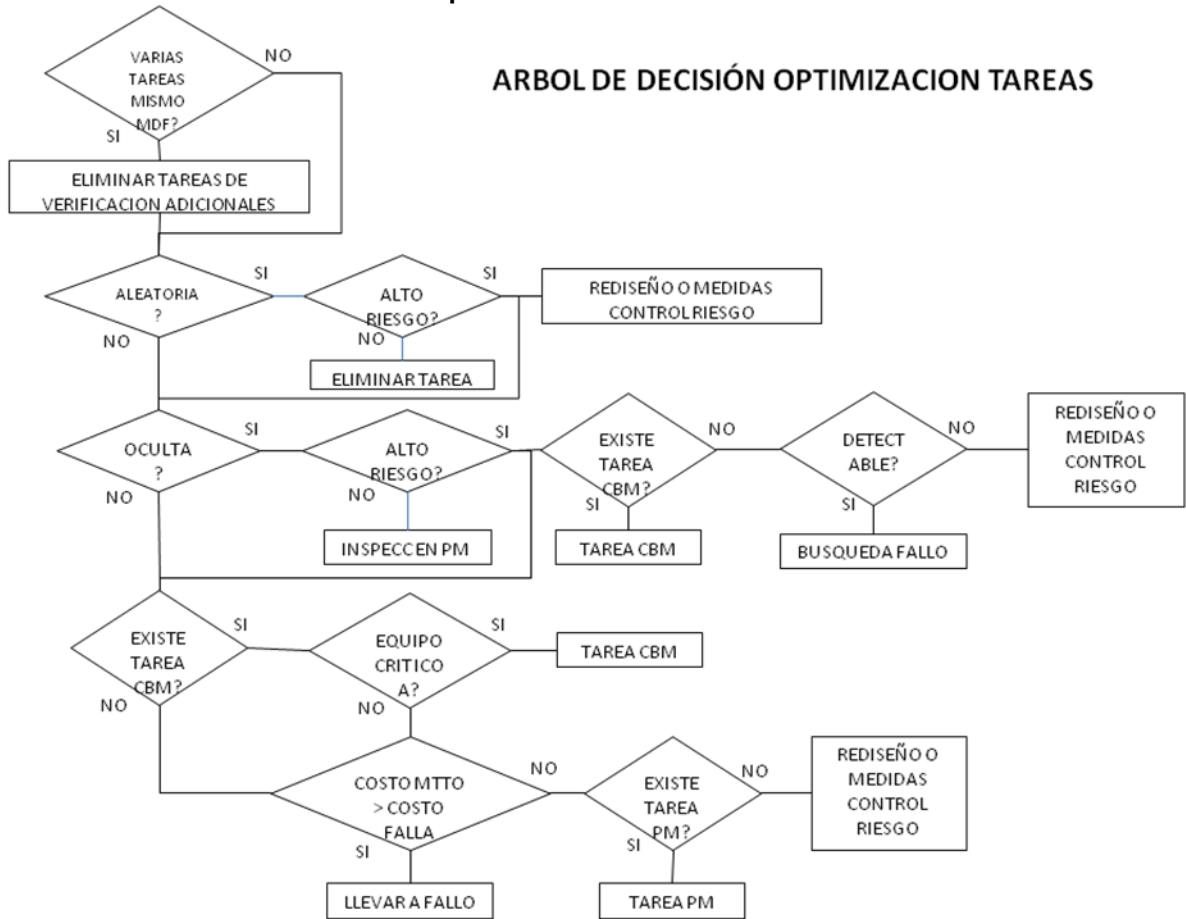 ARBOL DE DECISIÓN OPTIMIZACION TAREAS
VARIAS
TAREAS
MISMO
MDF?
NO
SI
ELIMINAR TAREAS DE
VERIFICACION ADICIONALES
ALEATORIA
?
SI
NO
ALTO
RIESGO?
SI
NO
REDISEÑO O MEDIDAS
CONTROL RIESGO
ELIMINAR TAREA
OCULTA
?
SI
NO
ALTO
RIESGO?
SI
NO
INSPECC EN PM
EXISTE
TAREA
CBM?
NO
SI
TAREA CBM
DETECT
ABLE?
NO
SI
BUSQUEDA FALLO
REDISEÑO O
MEDIDAS
CONTROL
RIESGO
EXISTE
TAREA
CBM?
SI
NO
EQUIPO
CRITICO
A?
SI
NO
TAREA CBM
COSTO MTTO
> COSTO
FALLA
NO
SI
LLEVAR A FALLO
EXISTE
TAREA
PM?
NO
SI
TAREA PM
REDISEÑO O
MEDIDAS
CONTROL
RIESGO